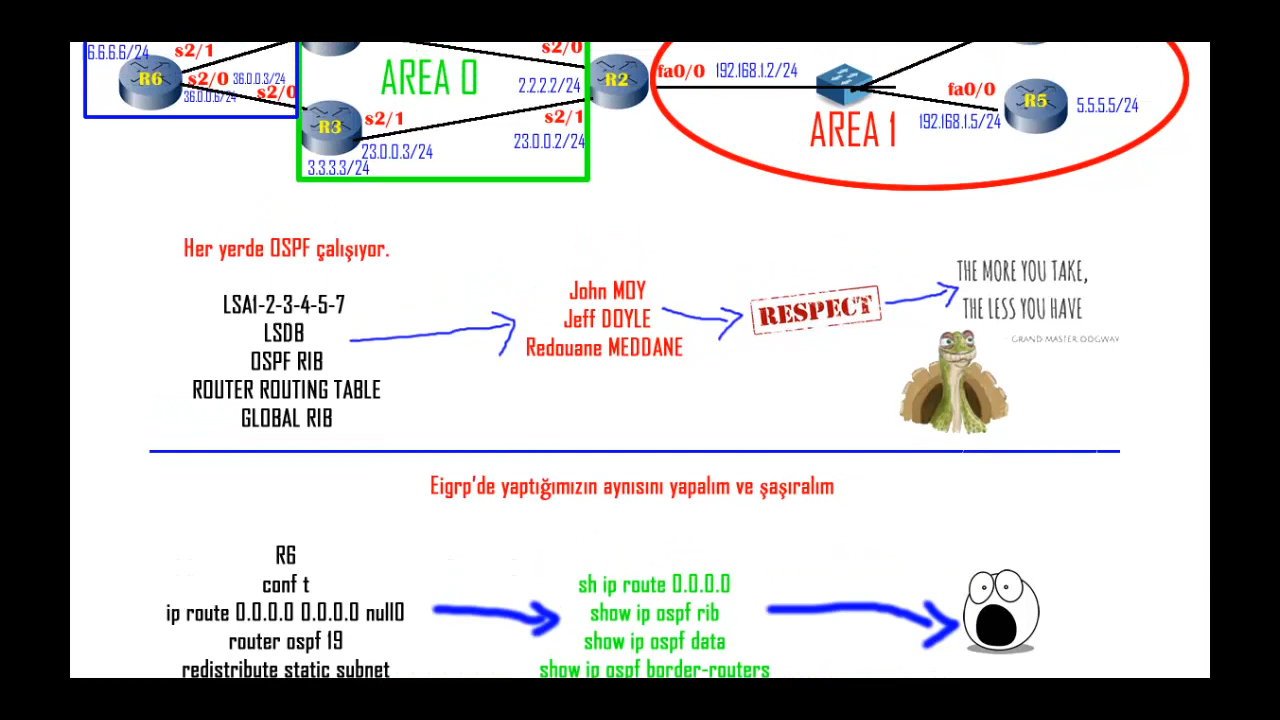 6.6.6.6/24
s2/1
R6
s2/0
36.0.0.3/24
36.0.0.6/24
s2/0
AREA 0
s2/0
2.2.2.2/24
R2
fa0/0
192.168.1.2/24
R3
s2/1
23.0.0.3/24
3.3.3.3/24
s2/1
23.0.0.2/24
AREA 1
fa0/0
R5
192.168.1.5/24
5.5.5.5/24
Her yerde OSPF çalışıyor.
LSA1-2-3-4-5-7
LSDB
OSPF RIB
ROUTER ROUTING TABLE
GLOBAL RIB
John MOY
Jeff DOYLE
Redouane MEDDANE
RESPECT
THE MORE YOU TAKE,
THE LESS YOU HAVE
- GRAND MASTER OOGWAY
Eigrp'de yaptığımızın aynısını yapalım ve şaşıralım
R6
conf t
ip route 0.0.0.0 0.0.0.0 null0
router ospf 19
redistribute static subnet
sh ip route 0.0.0.0
show ip ospf rib
show ip ospf data
show ip ospf border-routers